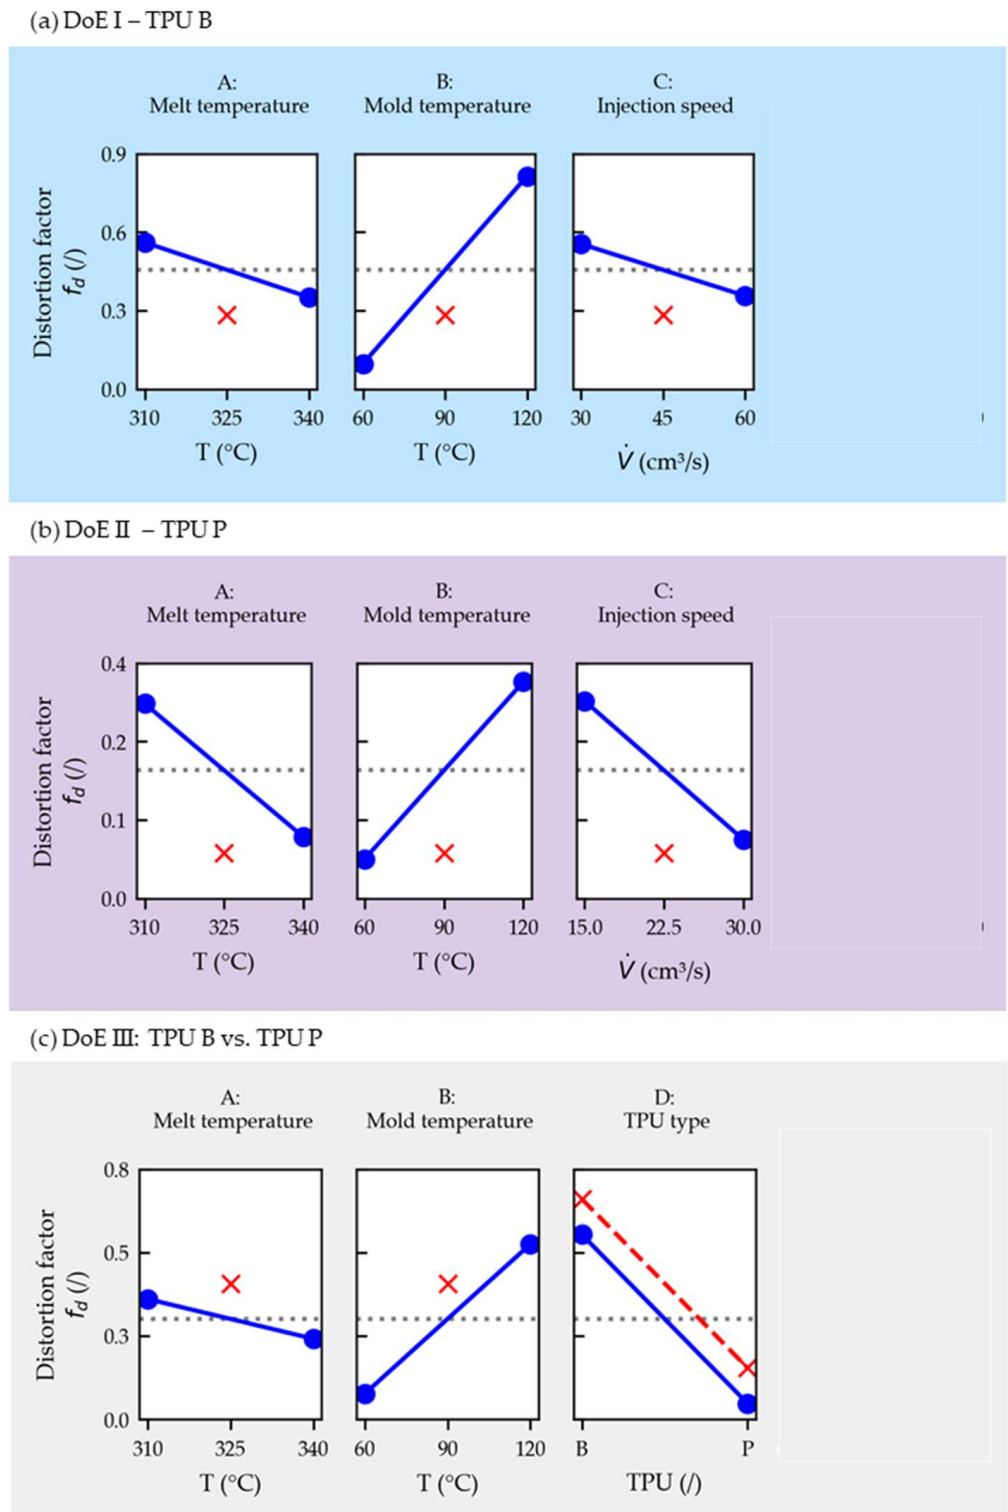 (a) DoE I – TPU B
A:
Melt temperature
B:
Mold temperature
C:
Injection speed
Distortion factor
f_d (/)
0.9
0.6
0.3
0.0
310 325 340
60 90 120
30 45 60
T (°C)
T (°C)
V̇ (cm³/s)
(b) DoE II – TPU P
A:
Melt temperature
B:
Mold temperature
C:
Injection speed
Distortion factor
f_d (/)
0.4
0.2
0.1
0.0
310 325 340
60 90 120
15.0 22.5 30.0
T (°C)
T (°C)
V̇ (cm³/s)
(c) DoE III: TPU B vs. TPU P
A:
Melt temperature
B:
Mold temperature
D:
TPU type
Distortion factor
f_d (/)
0.8
0.5
0.3
0.0
310 325 340
60 90 120
B P
T (°C)
T (°C)
TPU (/)